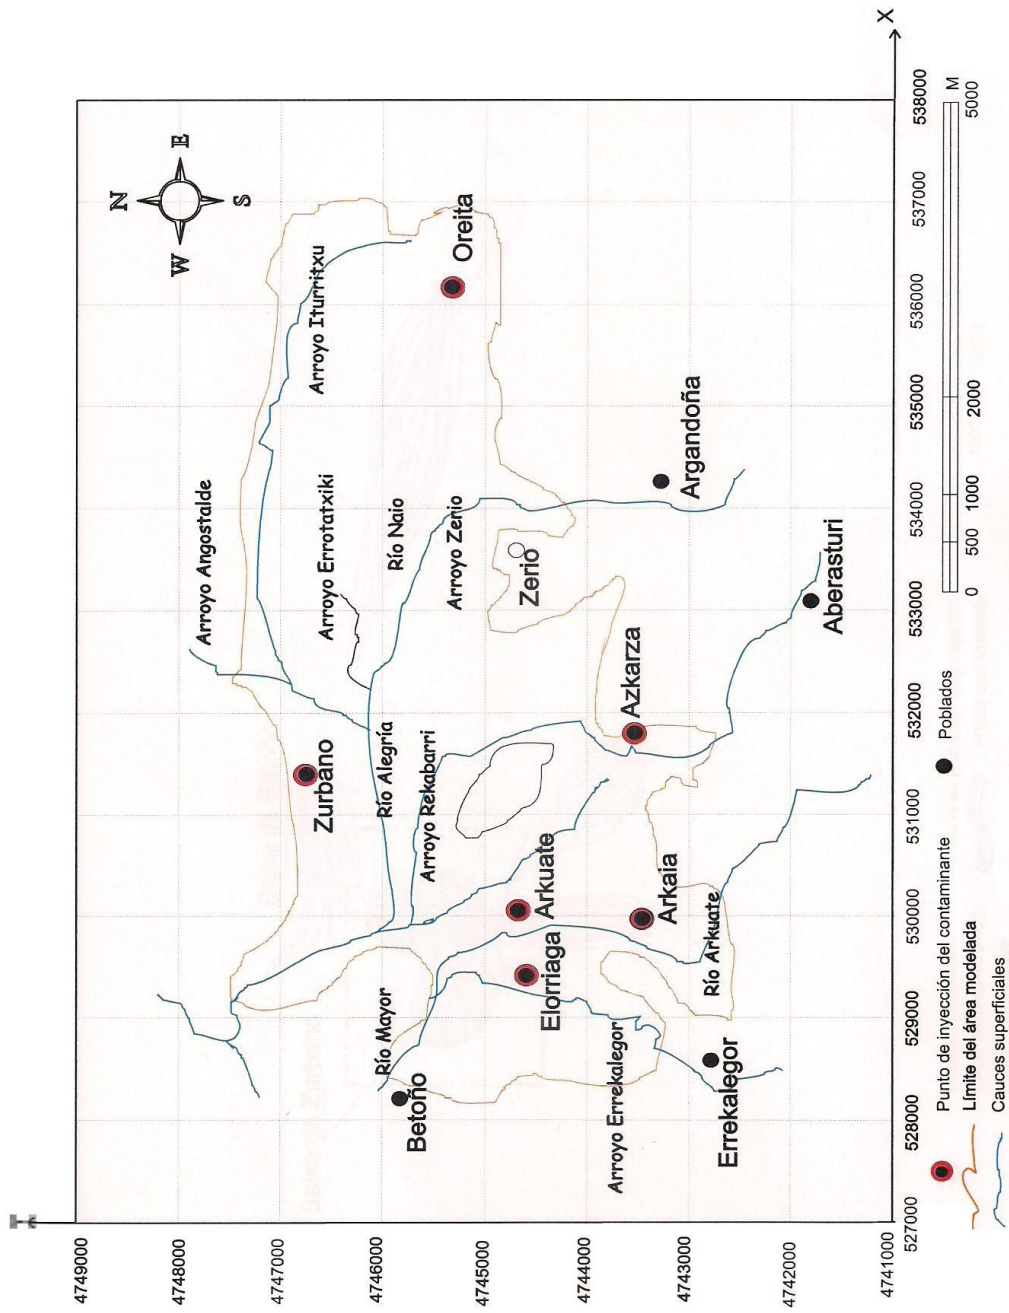 N
W
E
S
Arroyo Angostalde
Arroyo Iturritxu
Arroyo Errotatxiki
Río Naio
Arroyo Zerio
Zurbano
Río Alegría
Arroyo Rekabarri
Oreita
Zerio
Argandoña
Azkarza
Aberasturi
Arkuate
Arkaia
Río Arkuate
Elorriaga
Río Mayor
Betoño
Arroyo Errekalegor
Errekalegor
4749000
4748000
4747000
4746000
4745000
4744000
4743000
4742000
4741000
527000
528000
529000
530000
531000
532000
533000
534000
535000
536000
537000
538000
X
Punto de inyección del contaminante
Poblados
Límite del área modelada
Cauces superficiales
0
500
1000
2000
5000
M